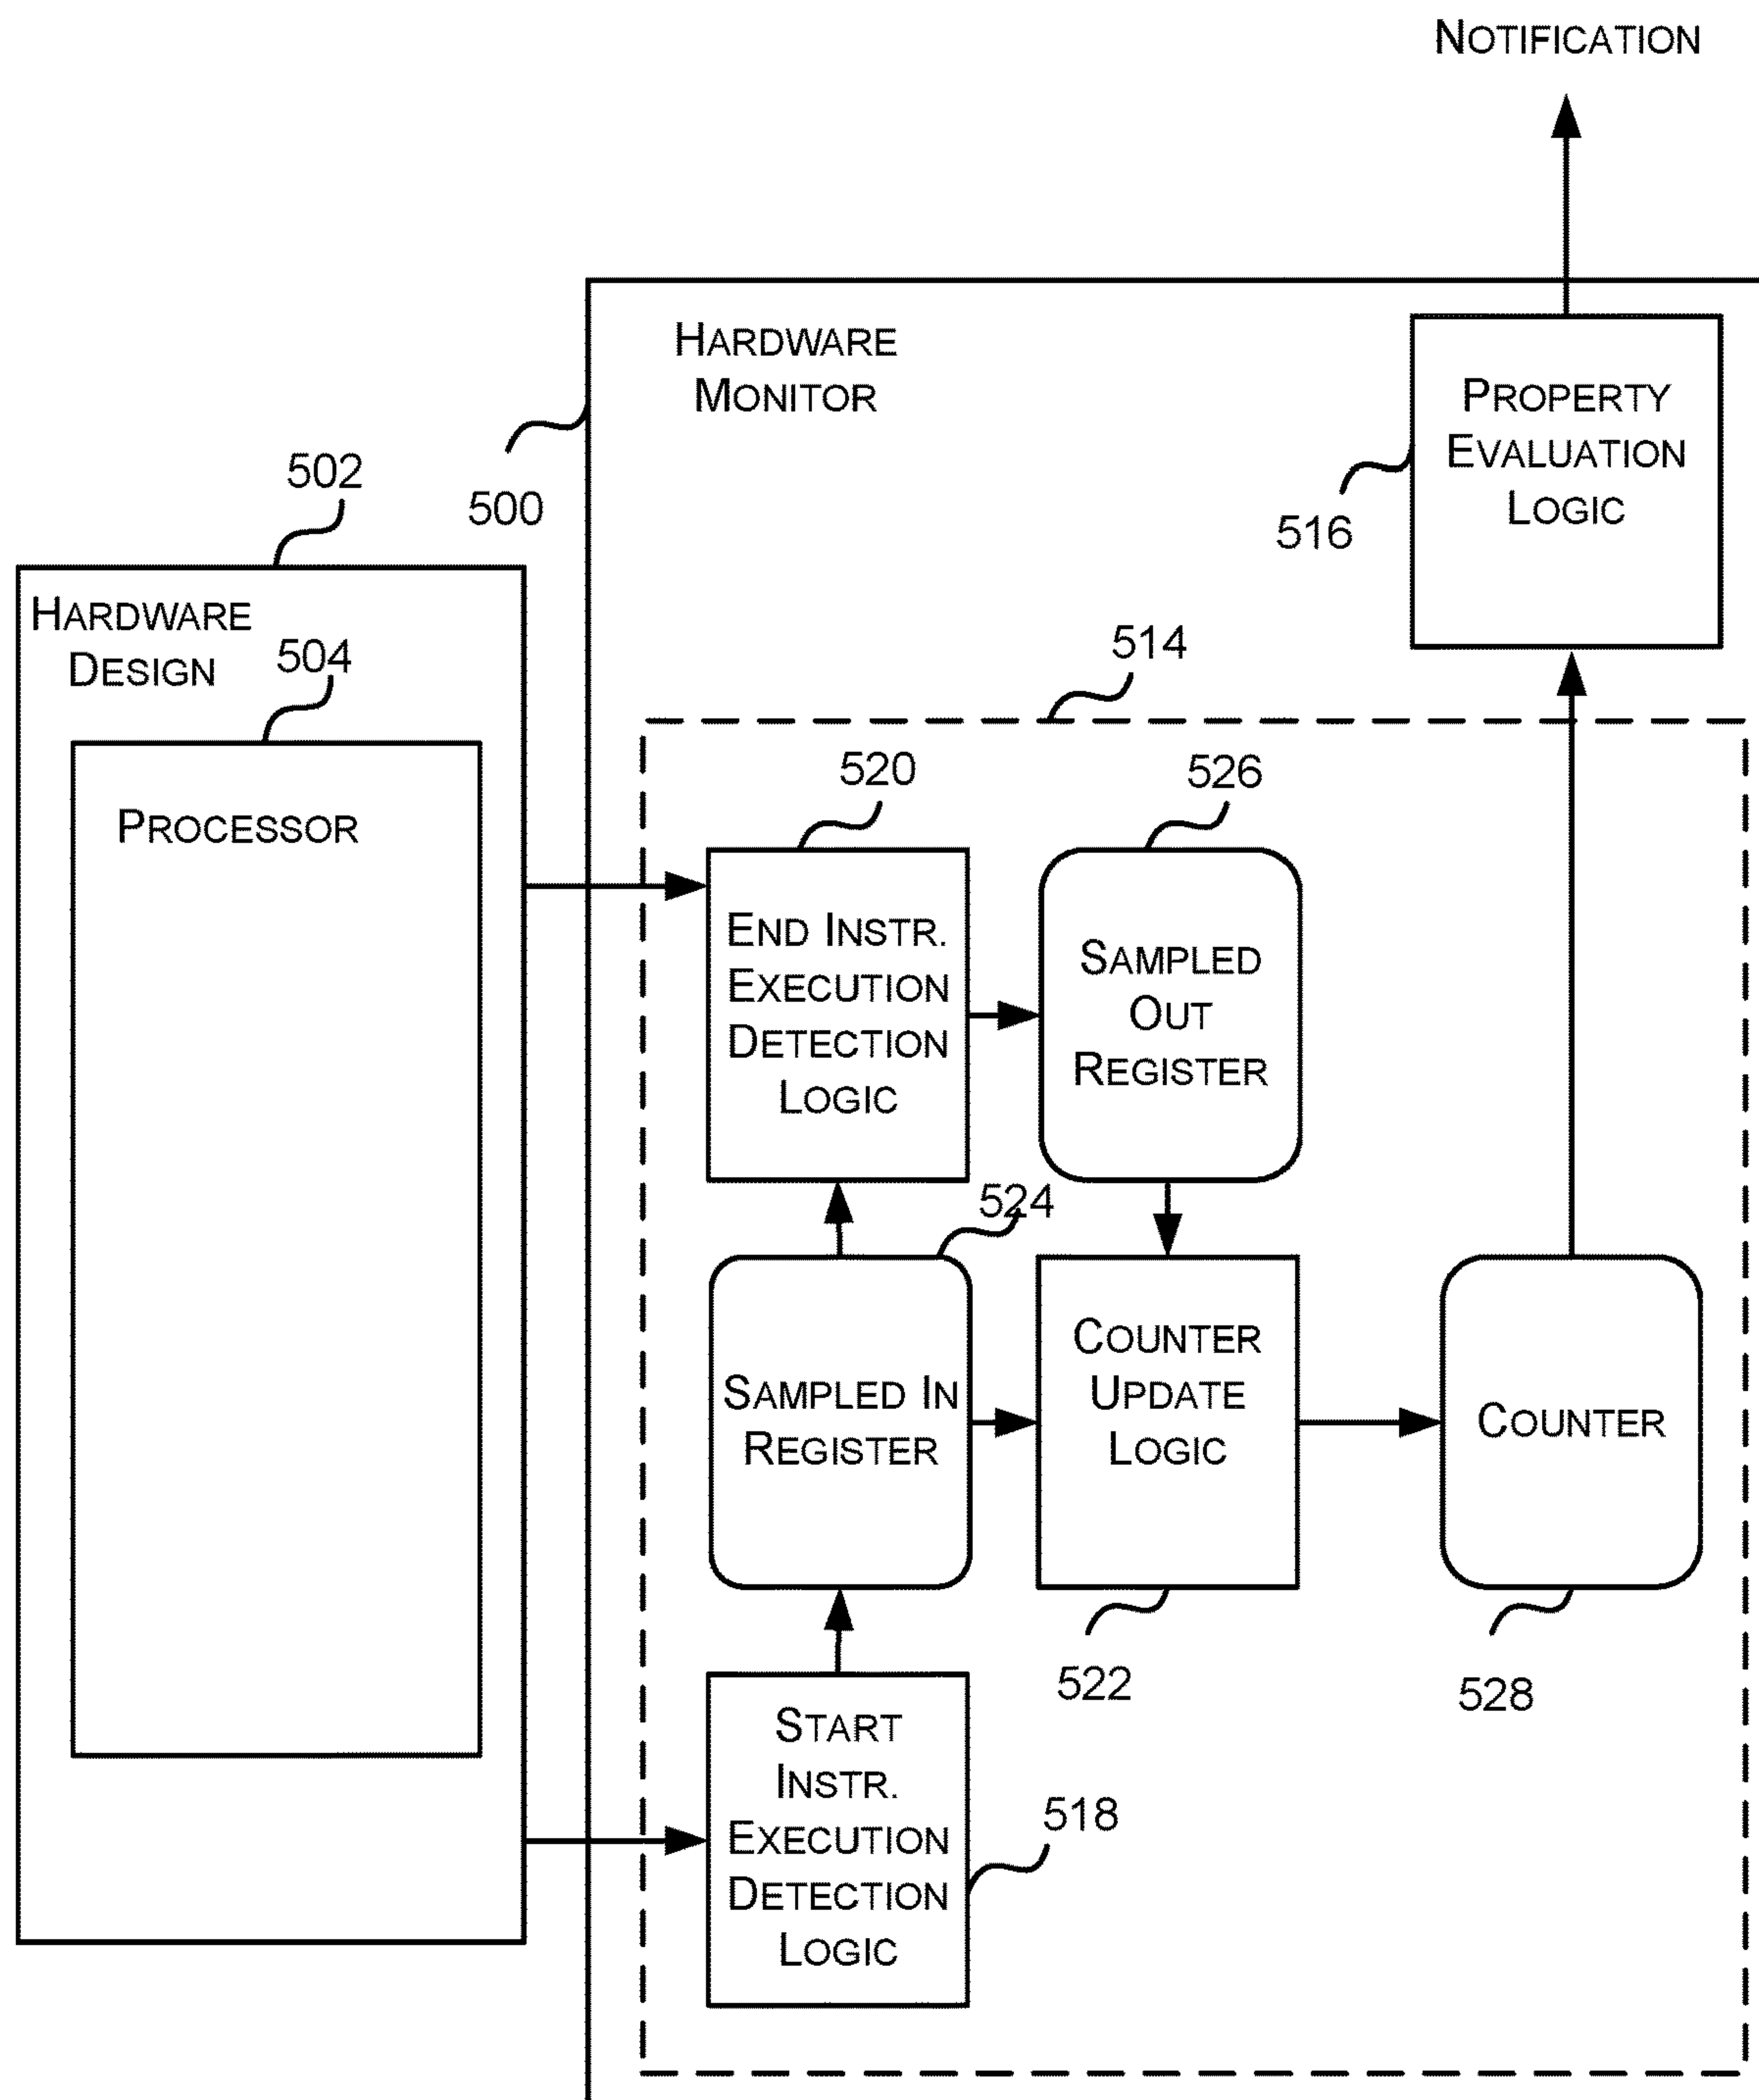 NOTIFICATION
HARDWARE
MONITOR
500
PROPERTY
EVALUATION
LOGIC
516
502
HARDWARE
DESIGN
504
PROCESSOR
514
520
END INSTR.
EXECUTION
DETECTION
LOGIC
526
SAMPLED
OUT
REGISTER
524
SAMPLED IN
REGISTER
COUNTER
UPDATE
LOGIC
522
COUNTER
528
START
INSTR.
EXECUTION
DETECTION
LOGIC
518